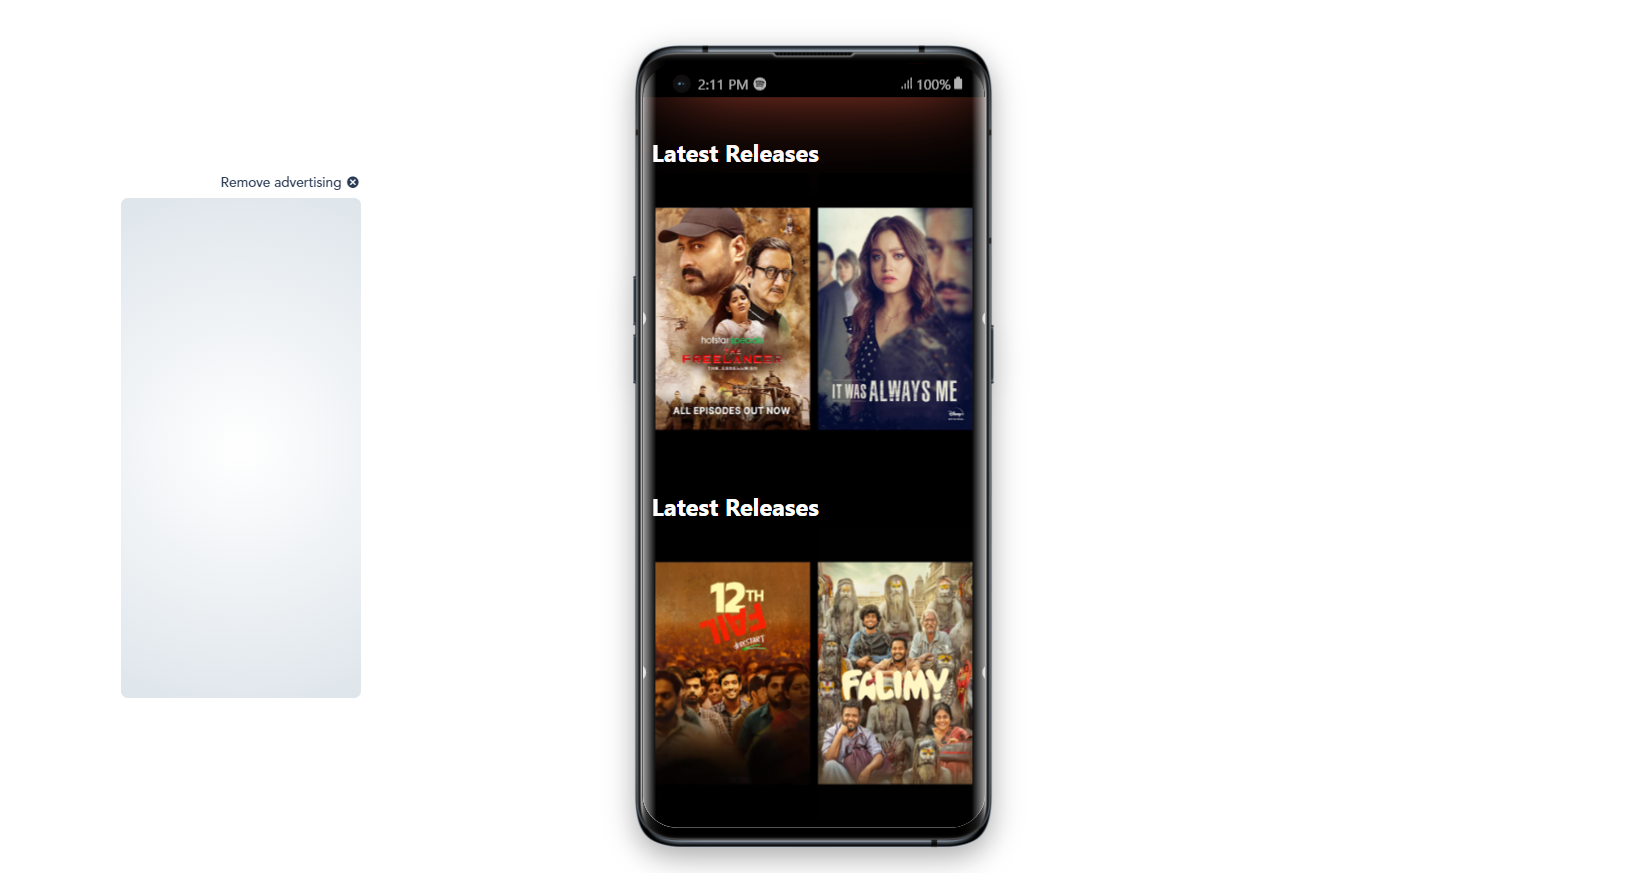 2:11 PM
100%
Remove advertising
Latest Releases
hotstar specials
THE
FREELANCER
THE CONCLUSION
ALL EPISODES OUT NOW
IT WAS ALWAYS ME
Disney+
Latest Releases
12TH
FAIL
#RESTART
FALIMY